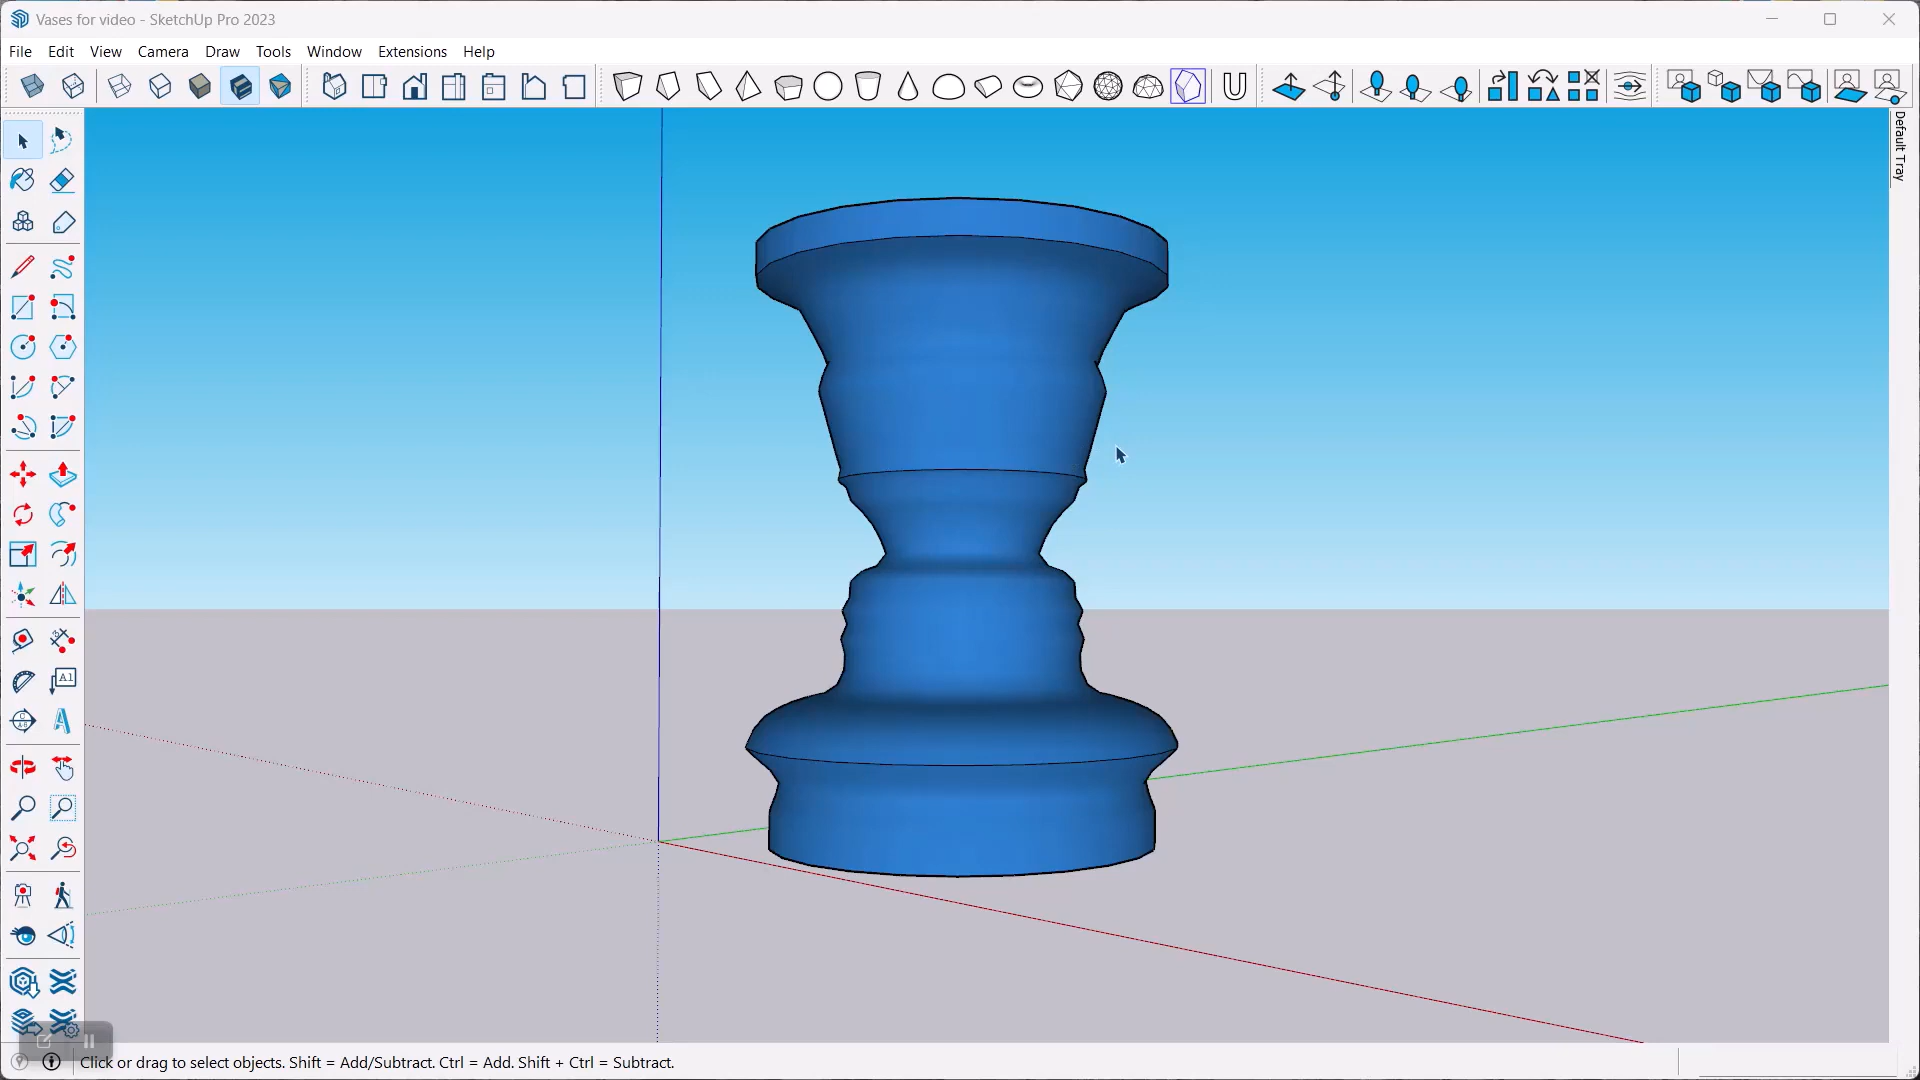 Vases for video - SketchUp Pro 2023
File Edit View Camera Draw Tools Window Extensions Help
Default Tray
A1
Click or drag to select objects. Shift = Add/Subtract. Ctrl = Add. Shift + Ctrl = Subtract.